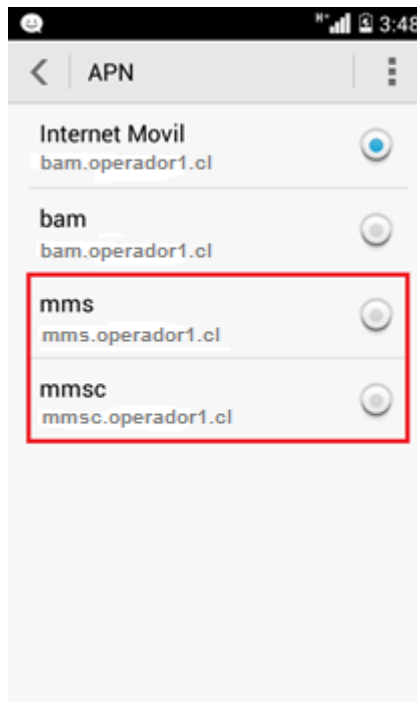 H+ 3:48
APN
Internet Movil
bam.operador1.cl
bam
bam.operador1.cl
mms
mms.operador1.cl
mmsc
mmsc.operador1.cl